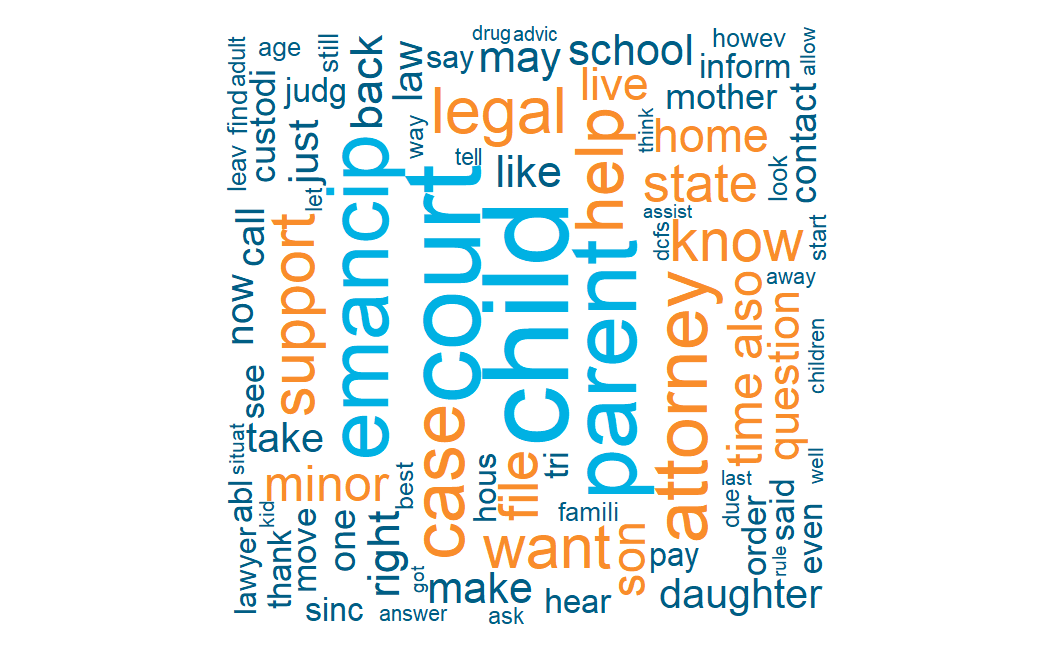 drug
advic
age
still
back
law
say
may
school
howev
allow
adult
find
leav
custodi
judg
just
legal
live
inform
mother
contact
way
tell
like
help
think
home
state
look
let
emancip
court
child
parent
assist
dcfs
know
start
now
call
support
attorney
away
time
also
question
children
see
take
situat
abl
minor
kid
best
case
hous
file
tri
famili
last
due
well
said
order
even
rule
lawyer
thank
move
one
right
got
want
son
pay
make
hear
daughter
sinc
answer
ask